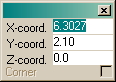 X-coord. 6.3027
Y-coord. 2.10
Z-coord. 0.0
Corner